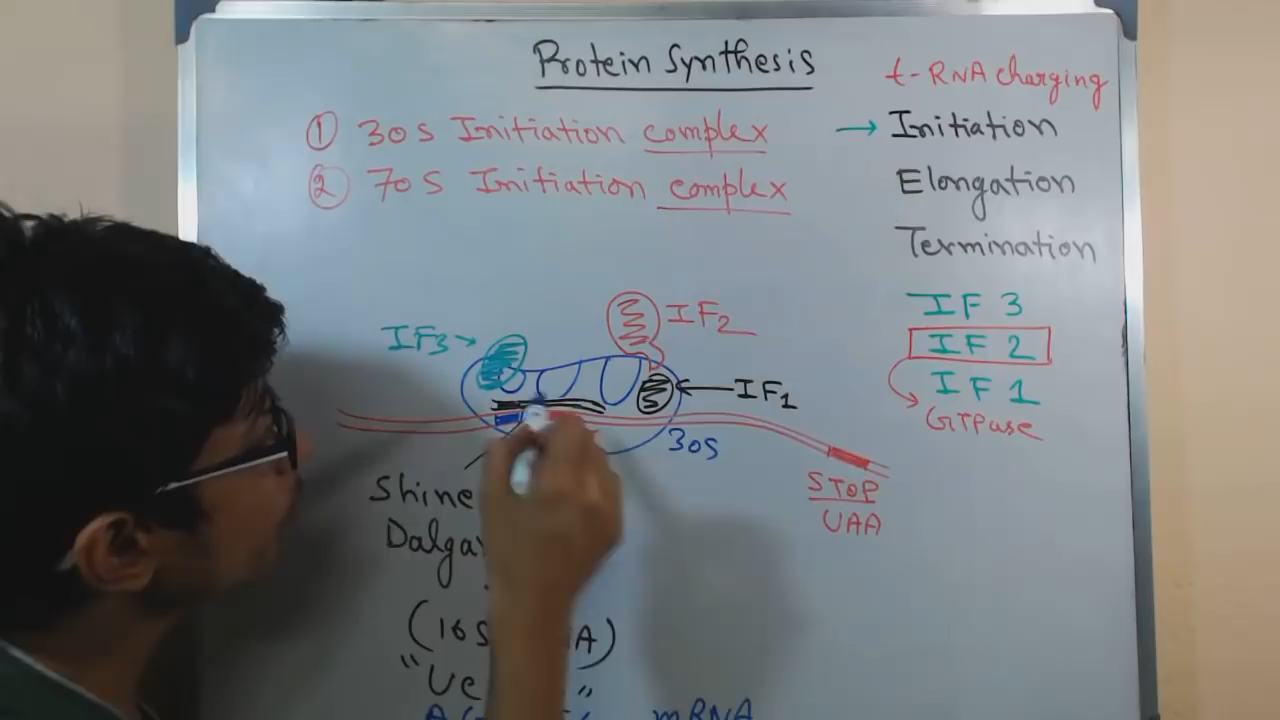 Protein Synthesis
① 30S Initiation complex
② 70S Initiation complex
t-RNA charging
→ Initiation
Elongation
Termination
IF 3
IF 2
IF 1
GTPase
IF3 →
IF2
← IF1
30S
STOP
UAA
Shine
(16S
mRNA